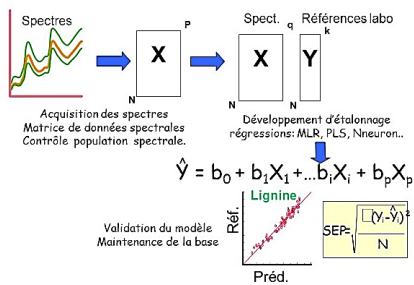 Spectres
P
X
N
Acquisition des spectres
Matrice de données spectrales
Contrôle population spectrale.
Spect.
q
Références labo
k
X
Y
N
N
Développement d'étalonnage
régressions: MLR, PLS, Nneuron..
Ŷ = b₀ + b₁X₁ +...bᵢXᵢ + bₚXₚ
Validation du modèle
Maintenance de la base
Lignine
Réf.
Préd.
SEP=√(□(Yᵢ-Ŷᵢ)²/N)